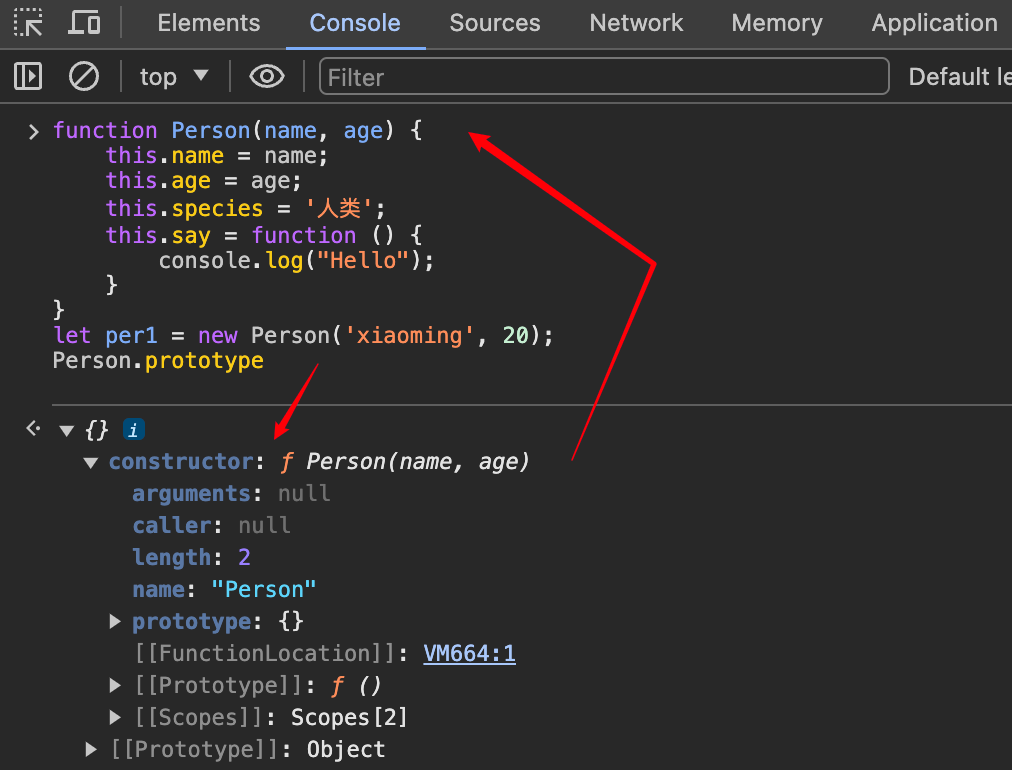 Elements Console Sources Network Memory Application
top Filter Default le
function Person(name, age) {
this.name = name;
this.age = age;
this.species = '人类';
this.say = function () {
console.log("Hello");
}
}
let per1 = new Person('xiaoming', 20);
Person.prototype
{} i
constructor: ƒ Person(name, age)
arguments: null
caller: null
length: 2
name: "Person"
prototype: {}
[[FunctionLocation]]: VM664:1
[[Prototype]]: ƒ ()
[[Scopes]]: Scopes[2]
[[Prototype]]: Object